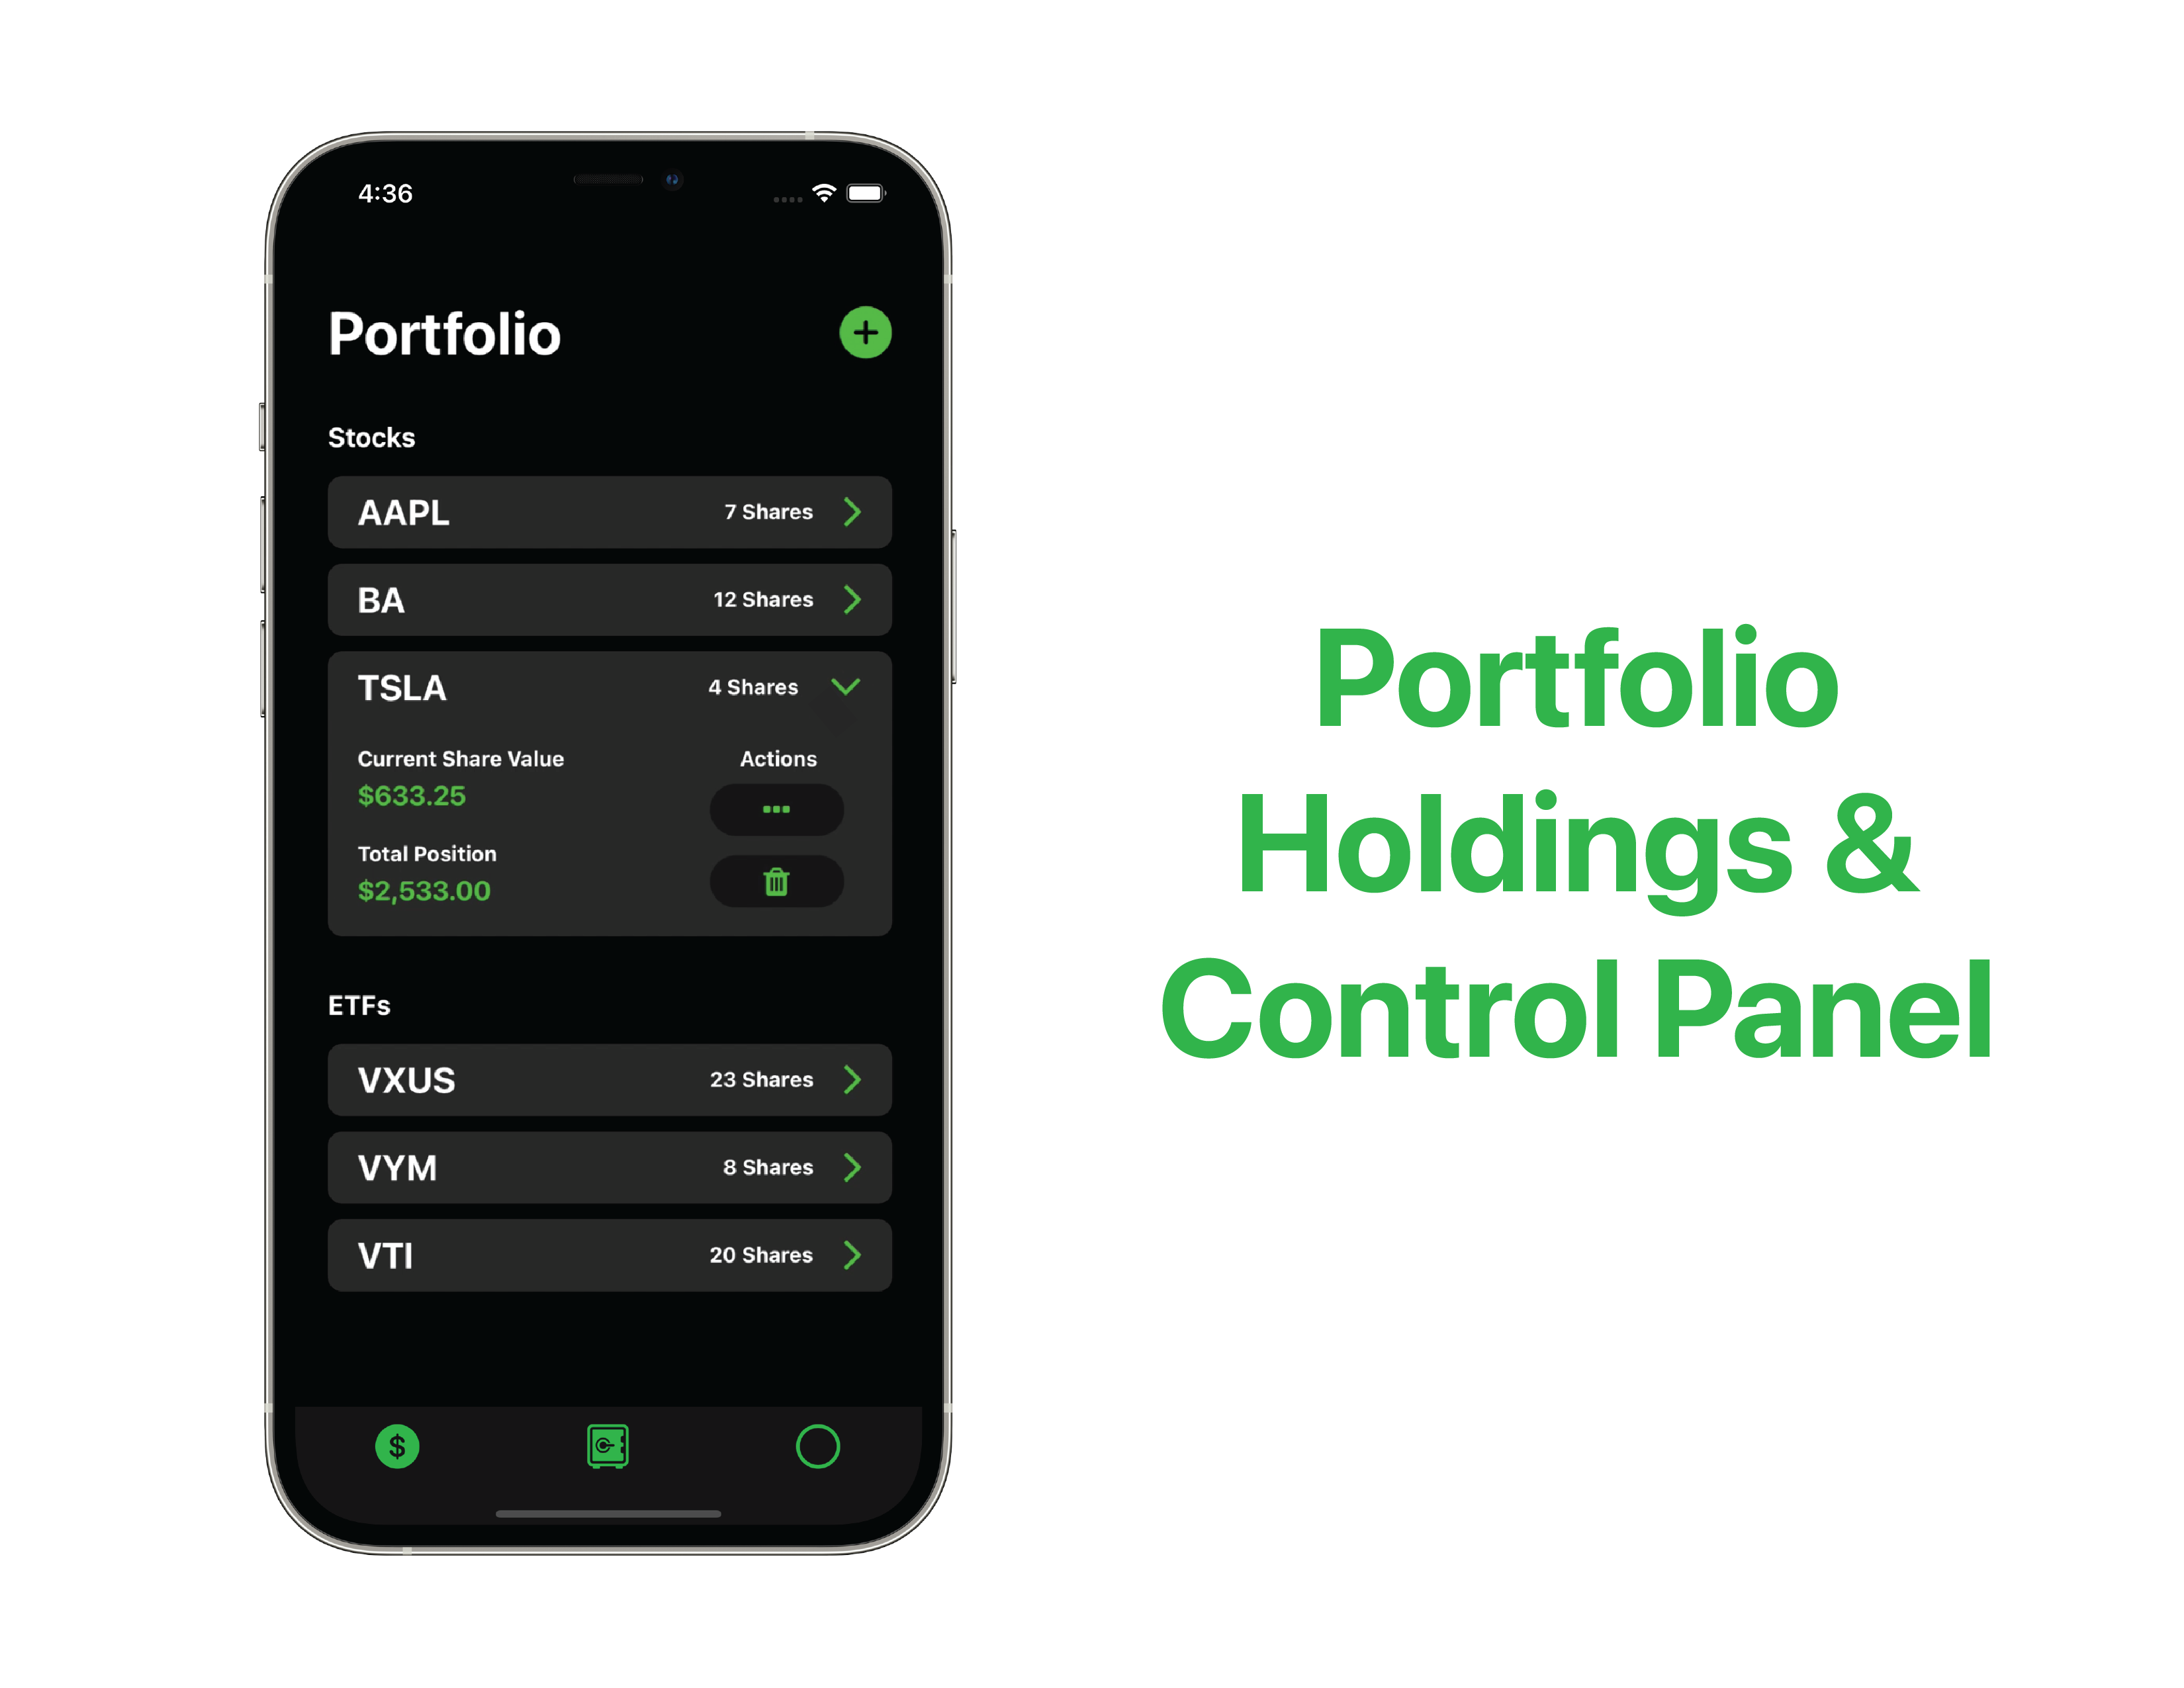 4:36
Portfolio
Stocks
AAPL 7 Shares
BA 12 Shares
TSLA 4 Shares
Current Share Value Actions
$633.25
Total Position
$2,533.00
ETFs
VXUS 23 Shares
VYM 8 Shares
VTI 20 Shares
$
Portfolio
Holdings &
Control Panel